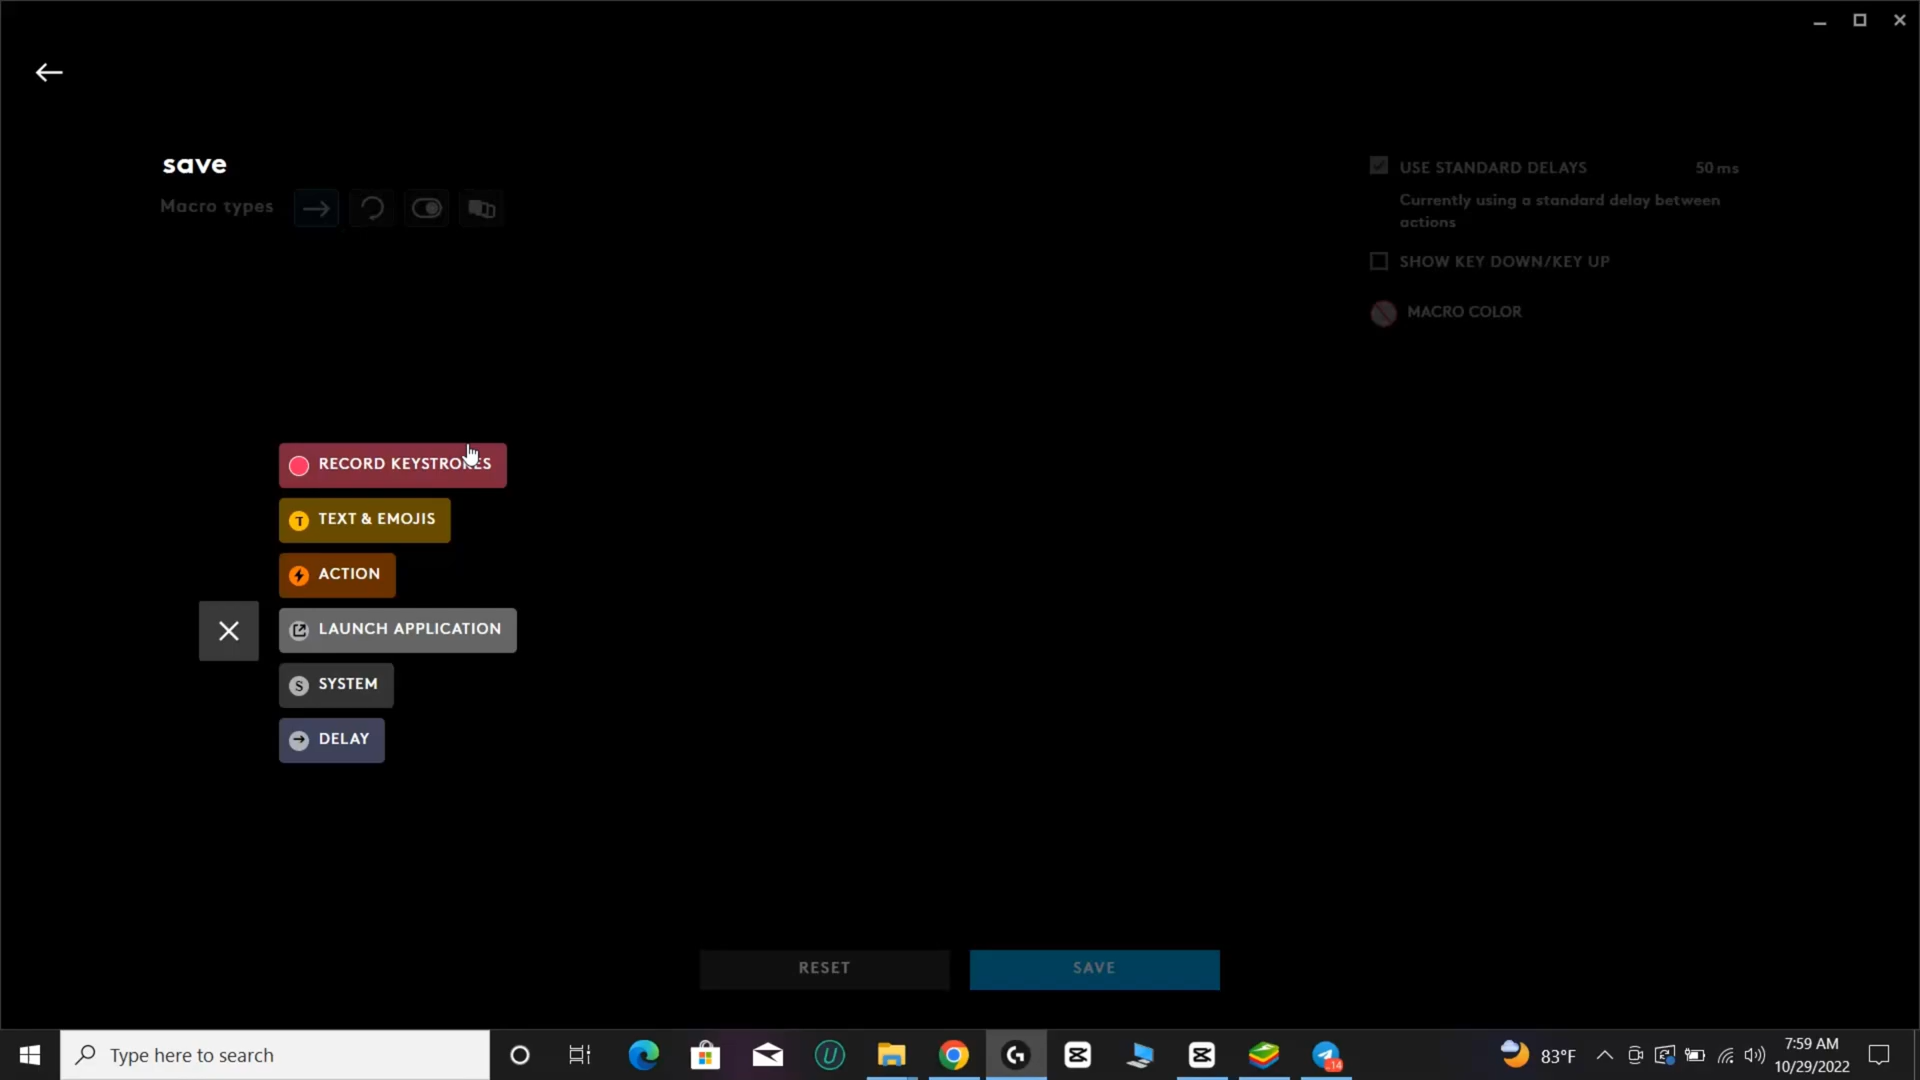 save
Macro types
USE STANDARD DELAYS 50 ms
Currently using a standard delay between
actions
SHOW KEY DOWN/KEY UP
MACRO COLOR
RECORD KEYSTROKES
T TEXT & EMOJIS
ACTION
LAUNCH APPLICATION
S SYSTEM
DELAY
RESET
SAVE
Type here to search
U
14
83°F
7:59 AM
10/29/2022